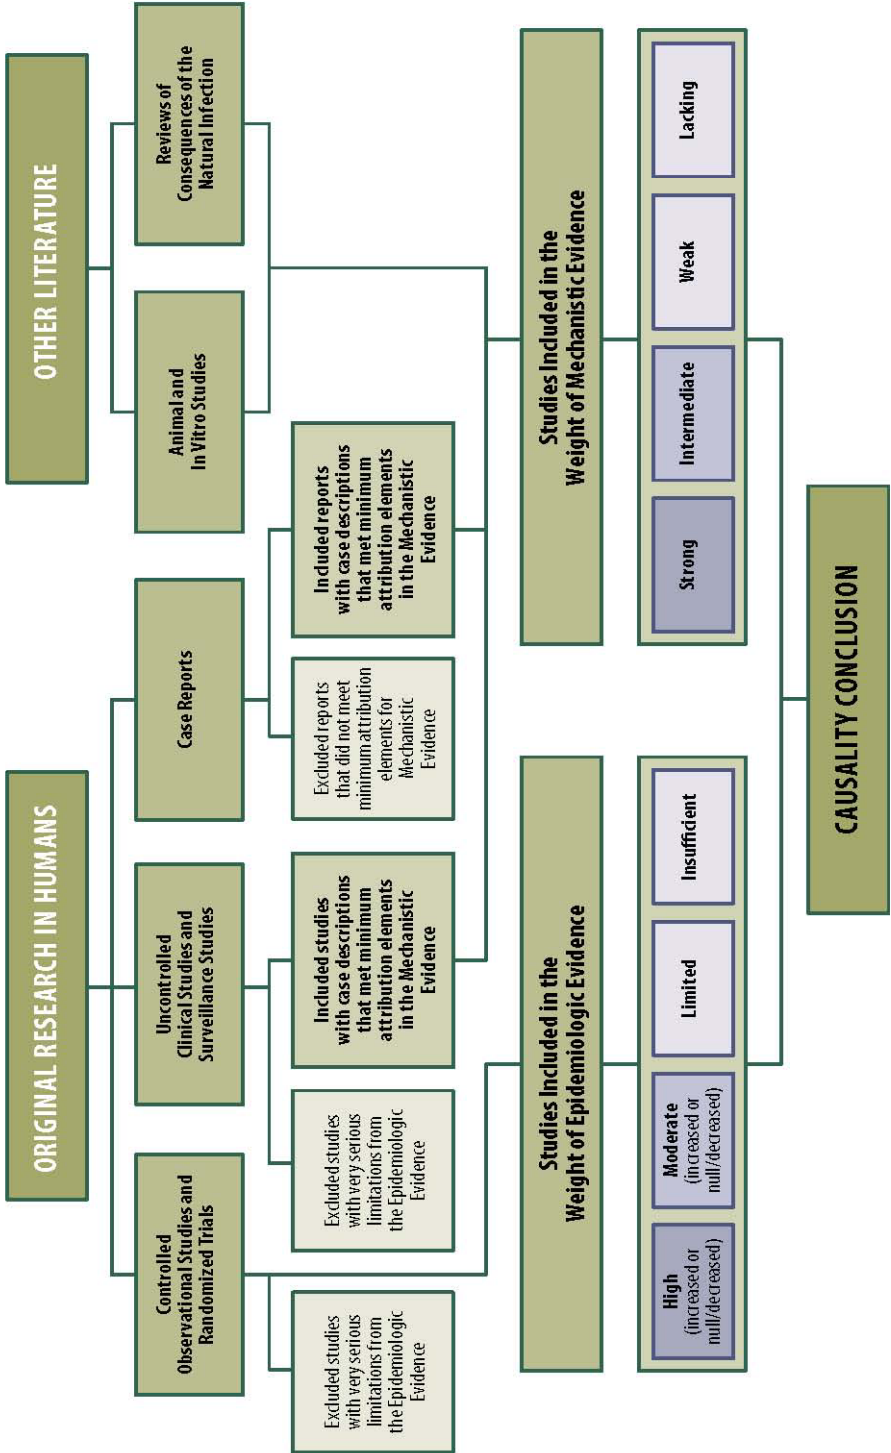 ORIGINAL RESEARCH IN HUMANS
OTHER LITERATURE
Controlled
Observational Studies and
Randomized Trials
Uncontrolled
Clinical Studies and
Surveillance Studies
Case Reports
Animal and
In Vitro Studies
Reviews of
Consequences of the
Natural Infection
Excluded studies
with very serious
limitations from
the Epidemiologic
Evidence
Excluded studies
with very serious
limitations from
the Epidemiologic
Evidence
Included studies
with case descriptions
that met minimum
attribution elements
in the Mechanistic
Evidence
Excluded reports
that did not meet
minimum attribution
elements for
Mechanistic
Evidence
Included reports
with case descriptions
that met minimum
attribution elements
in the Mechanistic
Evidence
Studies Included in the
Weight of Epidemiologic Evidence
Studies Included in the
Weight of Mechanistic Evidence
High
(increased or
null/decreased)
Moderate
(increased or
null/decreased)
Limited
Insufficient
Strong
Intermediate
Weak
Lacking
CAUSALITY CONCLUSION